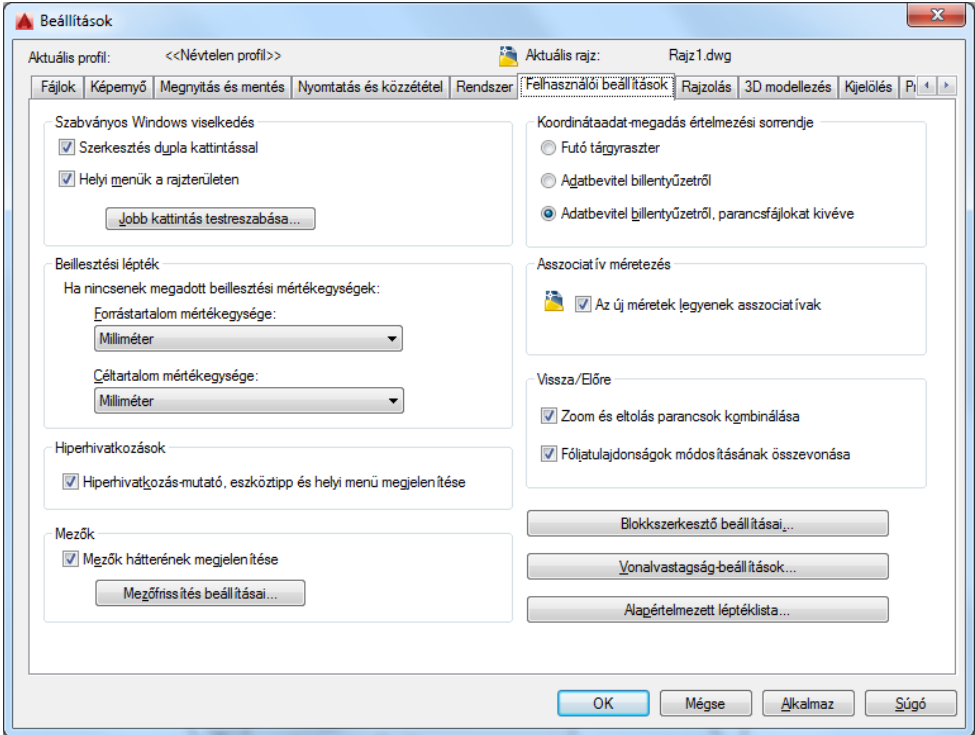 Beállítások
Aktuális profil: <<Névtelen profil>> Aktuális rajz: Rajz1.dwg
Fájlok Képernyő Megnyitás és mentés Nyomtatás és közzététel Rendszer Felhasználói beállítások Rajzolás 3D modellezés Kijelölés
Szabványos Windows viselkedés
Szerkesztés dupla kattintással
Helyi menük a rajzterületen
Jobb kattintás testreszabása...
Beillesztési lépték
Ha nincsenek megadott beillesztési mértékegységek:
Forrástartalom mértékegysége:
Milliméter
Céltartalom mértékegysége:
Milliméter
Hiperhivatkozások
Hiperhivatkozás-mutató, eszköztipp és helyi menü megjelenítése
Mezők
Mezők hátterének megjelenítése
Mezőfrissítés beállításai...
Koordinátaadat-megadás értelmezési sorrendje
Futó tárgyraszter
Adatbevitel billentyűzetről
Adatbevitel billentyűzetről, parancsfájlokat kivéve
Asszociatív méretezés
Az új méretek legyenek asszociatívak
Vissza/Előre
Zoom és eltolás parancsok kombinálása
Fóliatulajdonságok módosításának összevonása
Blokkszerkesztő beállításai...
Vonalvastagság-beállítások...
Alapértelmezett léptéklista...
OK Mégse Alkalmaz Súgó